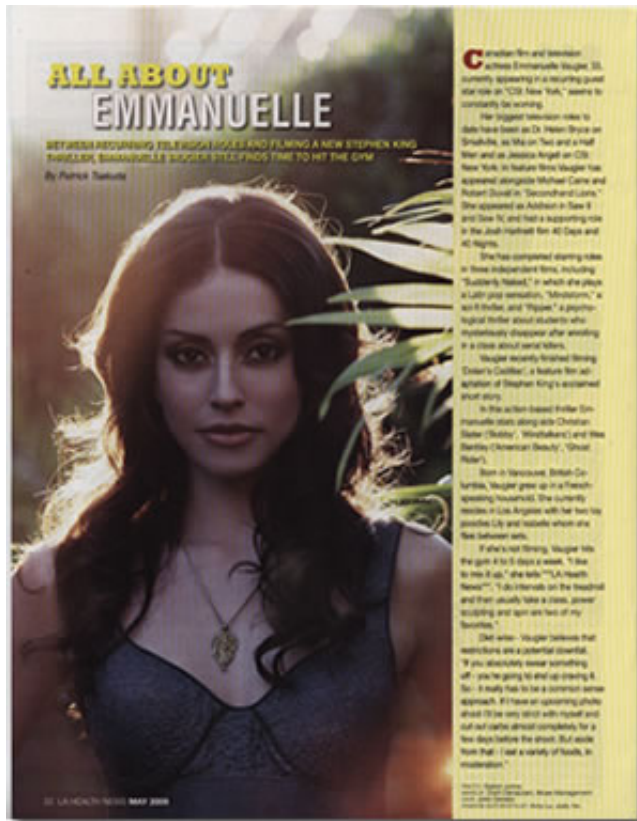 ALL ABOUT
EMMANUELLE
BETWEEN RECURRING TELEVISION ROLES AND FILMING A NEW STEPHEN KING
THRILLER, EMMANUELLE VAUGIER STILL FINDS TIME TO HIT THE GYM
By Patrick
Canadian film and television
actress Emmanuelle Vaugier, 33,
currently appearing in a recurring guest
star role on "CSI: New York," seems to
constantly be working.
Her biggest television roles to
date have been as Dr. Helen Bryce on
Smallville, as Mia on Two and a Half
Men and as Jessica Angell on CSI:
New York. In feature films Vaugier has
appeared alongside Michael Caine and
Robert Duvall in "Secondhand Lions."
She appeared as Addison in Saw II
and Saw IV, and had a supporting role
in the Josh Hartnett film 40 Days and
40 Nights.
She has completed starring roles
in three independent films, including
"Suddenly Naked," in which she plays
a Latin pop sensation, "Mindstorm," a
sci-fi thriller, and "Ripper," a psycho-
logical thriller about students who
mysteriously disappear after enrolling
in a class about serial killers.
Vaugier recently finished filming
'Dolan's Cadillac', a feature film ad-
aptation of Stephen King's acclaimed
short story.
In this action based thriller Em-
manuelle stars along side Christian
Slater ('Bobby', 'Windtalkers') and Wes
Bentley ('American Beauty', 'Ghost
Rider').
Born in Vancouver, British Co-
lumbia, Vaugier grew up in a French-
speaking household. She currently
resides in Los Angeles with her two toy
poodles Lily and Isabelle whom she
flies between sets.
If she's not filming, Vaugier hits
the gym 4 to 5 days a week. "I like
to mix it up," she tells ""LA Health
News"". "I do intervals on the treadmill
and then usually take a class, power
sculpting and spin are two of my
favorites."
Diet wise - Vaugier believes that
restrictions are a potential downfall.
"If you absolutely swear something
off - you're going to end up craving it.
So - it really has to be a common sense
approach. If I have an upcoming photo
shoot I'll be very strict with myself and
cut out carbs almost completely for a
few days before the shoot. But aside
from that - I eat a variety of foods, in
moderation."
LA HEALTH NEWS MAY 2009